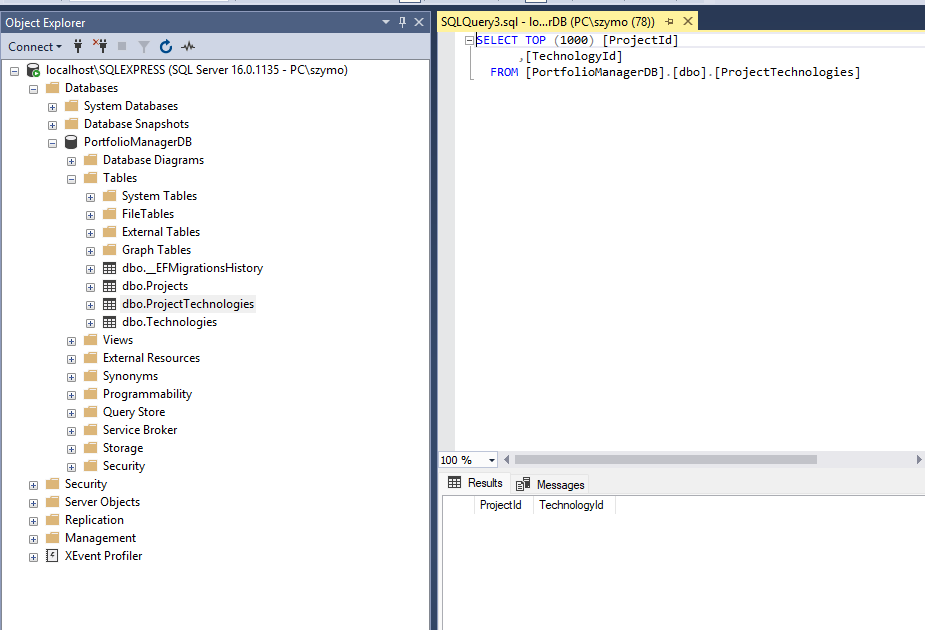 Object Explorer
Connect
localhost\SQLEXPRESS (SQL Server 16.0.1135 - PC\szymo)
Databases
System Databases
Database Snapshots
PortfolioManagerDB
Database Diagrams
Tables
System Tables
FileTables
External Tables
Graph Tables
dbo.__EFMigrationsHistory
dbo.Projects
dbo.ProjectTechnologies
dbo.Technologies
Views
External Resources
Synonyms
Programmability
Query Store
Service Broker
Storage
Security
Security
Server Objects
Replication
Management
XEvent Profiler
SQLQuery3.sql - lo...rDB (PC\szymo (78))
SELECT TOP (1000) [ProjectId]
,[TechnologyId]
FROM [PortfolioManagerDB].[dbo].[ProjectTechnologies]
100 %
Results Messages
ProjectId TechnologyId